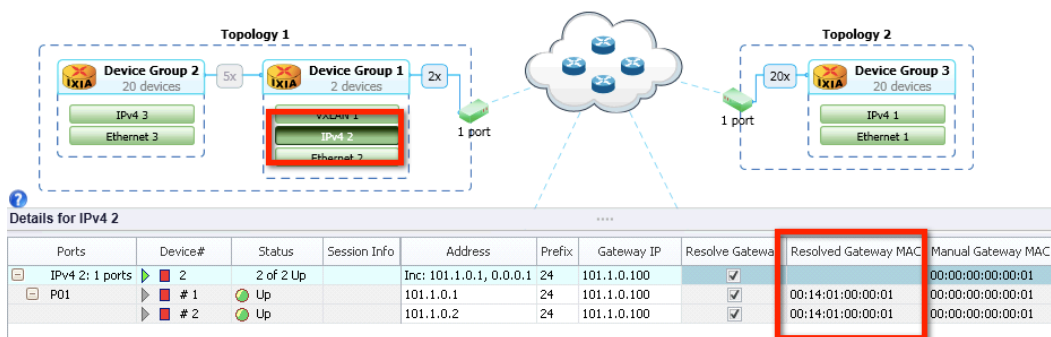 Topology 1
Topology 2
IXIA
Device Group 2
20 devices
5x
IXIA
Device Group 1
2 devices
2x
20x
IXIA
Device Group 3
20 devices
IPv4 3
Ethernet 3
VXLAN 1
IPv4 2
Ethernet 2
1 port
1 port
IPv4 1
Ethernet 1
?
Details for IPv4 2
Ports Device# Status Session Info Address Prefix Gateway IP Resolve Gateway Resolved Gateway MAC Manual Gateway MAC
IPv4 2: 1 ports 2 2 of 2 Up Inc: 101.1.0.1, 0.0.0.1 24 101.1.0.100 00:00:00:00:00:01
P01 # 1 Up 101.1.0.1 24 101.1.0.100 00:14:01:00:00:01 00:00:00:00:00:01
# 2 Up 101.1.0.2 24 101.1.0.100 00:14:01:00:00:01 00:00:00:00:00:01